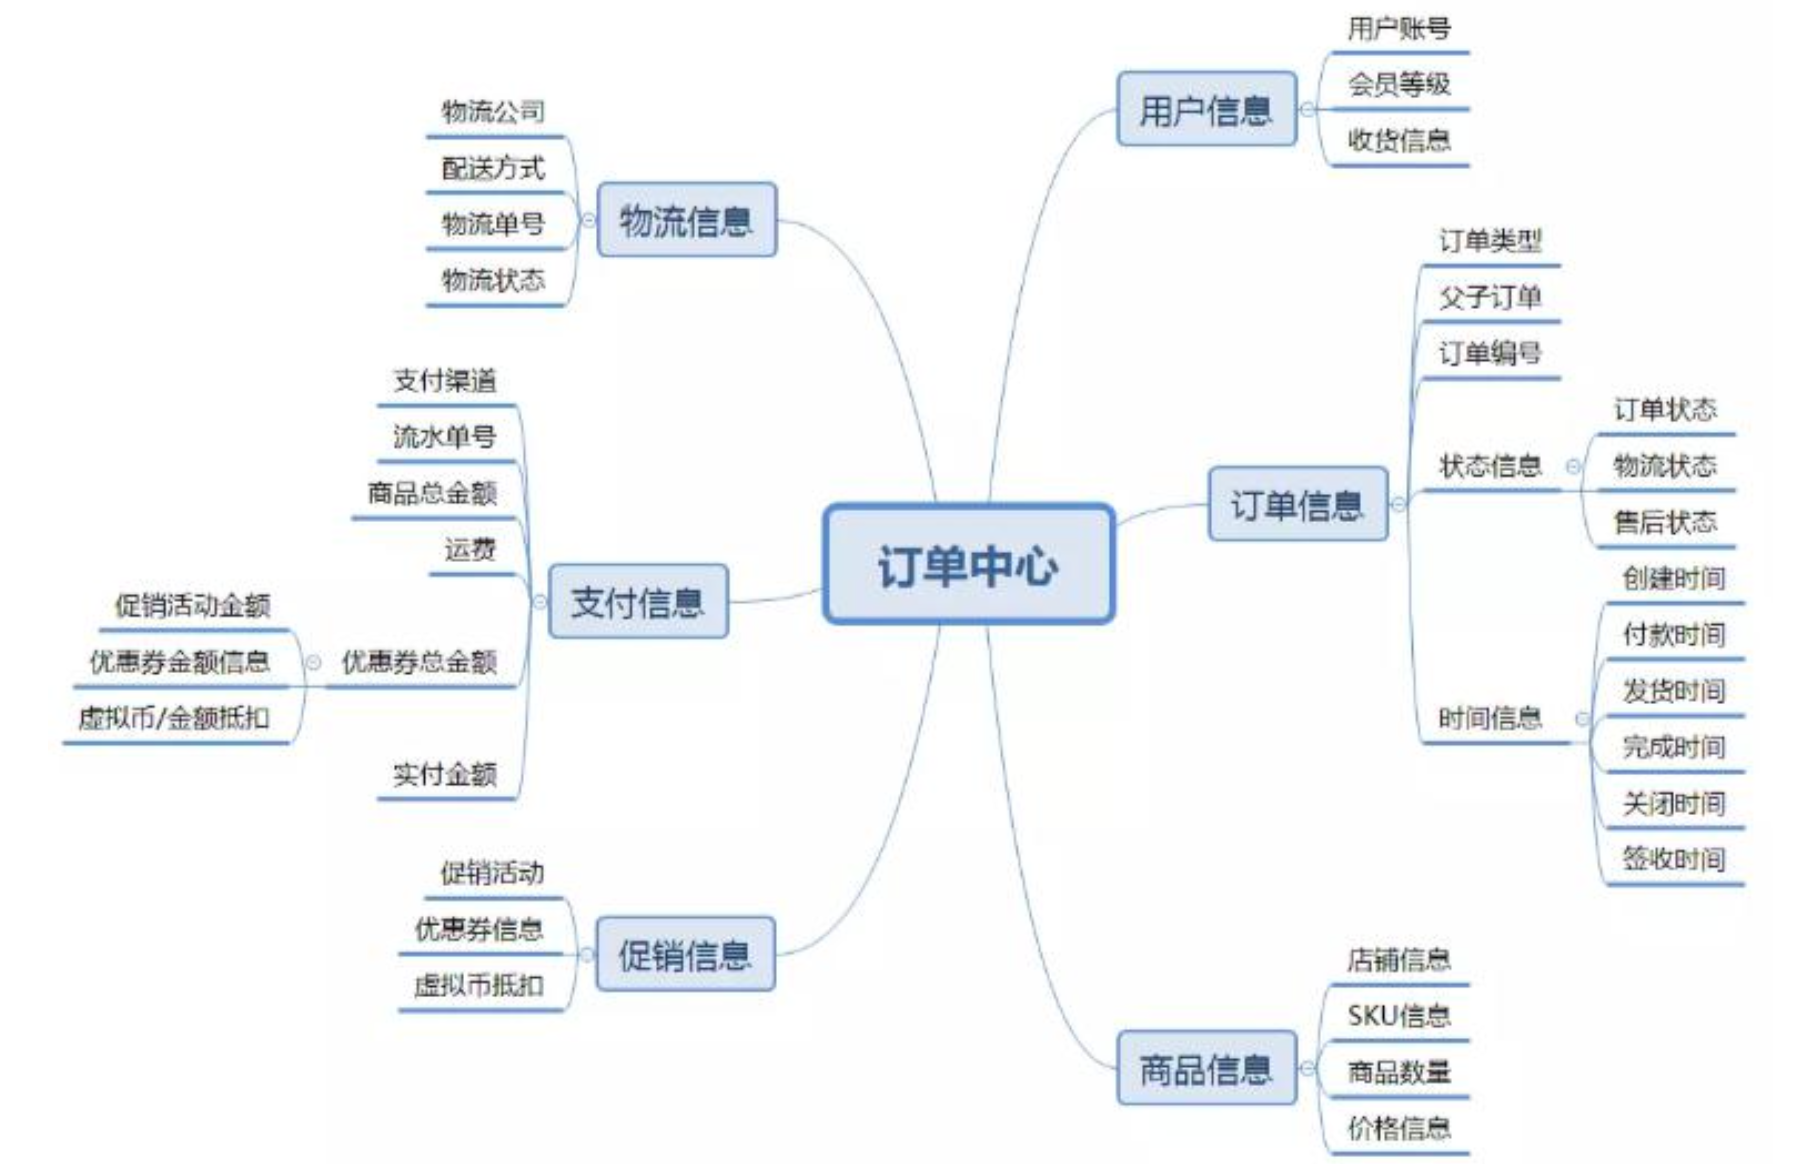 订单中心
用户信息
用户账号
会员等级
收货信息
订单信息
订单类型
父子订单
订单编号
状态信息
订单状态
物流状态
售后状态
时间信息
创建时间
付款时间
发货时间
完成时间
关闭时间
签收时间
商品信息
店铺信息
SKU信息
商品数量
价格信息
物流信息
物流公司
配送方式
物流单号
物流状态
支付信息
支付渠道
流水单号
商品总金额
运费
优惠券总金额
促销活动金额
优惠券金额信息
虚拟币/金额抵扣
实付金额
促销信息
促销活动
优惠券信息
虚拟币抵扣